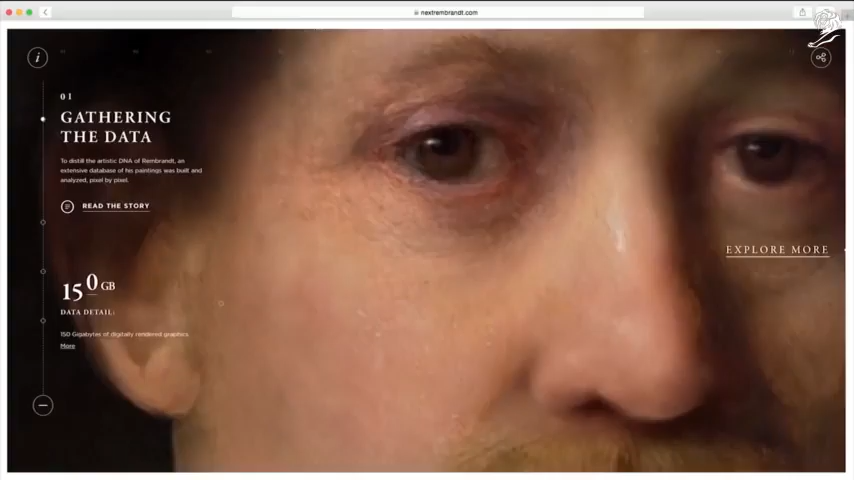 nextrembrandt.com
i
01
GATHERING
THE DATA
To distill the artistic DNA of Rembrandt, an
extensive database of his paintings was built and
analyzed, pixel by pixel.
READ THE STORY
EXPLORE MORE
150 GB
DATA DETAIL:
150 Gigabytes of digitally rendered graphics
More